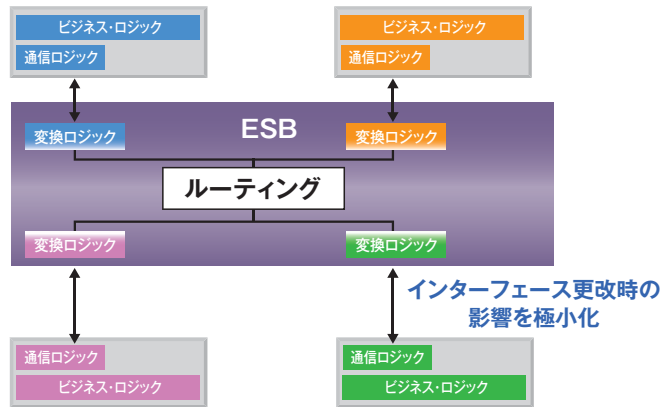 ビジネス・ロジック
通信ロジック
ビジネス・ロジック
通信ロジック
ESB
変換ロジック
変換ロジック
ルーティング
変換ロジック
変換ロジック
インターフェース更改時の
影響を極小化
通信ロジック
ビジネス・ロジック
通信ロジック
ビジネス・ロジック